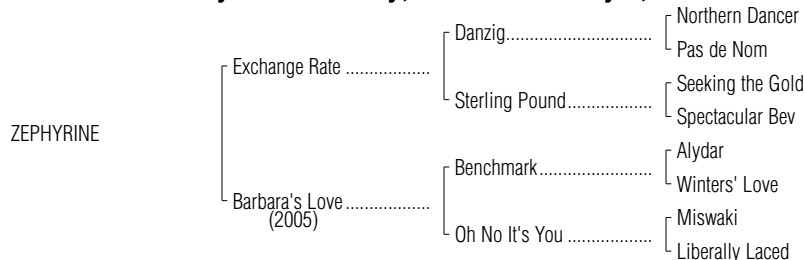 Northern Dancer
Danzig..................................
Pas de Nom
Exchange Rate ..................
Seeking the Gold
Sterling Pound..................
Spectacular Bev
ZEPHYRINE
Alydar
Benchmark........................
Winters' Love
Barbara's Love ..................
(2005)
Miswaki
Oh No It's You ..................
Liberally Laced